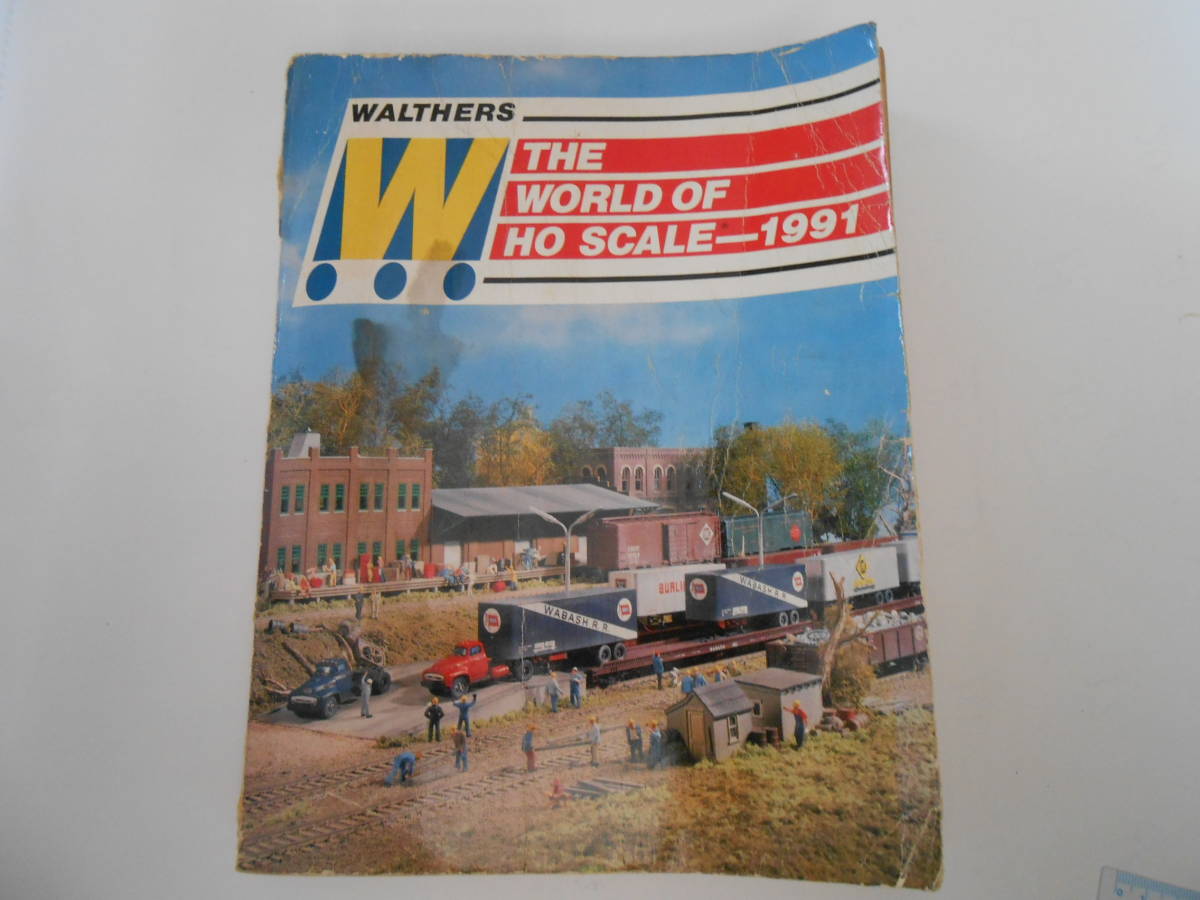 WALTHERS
W
THE
WORLD OF
HO SCALE—1991
WABASH R.R.
BURLI
WABASH R.R.